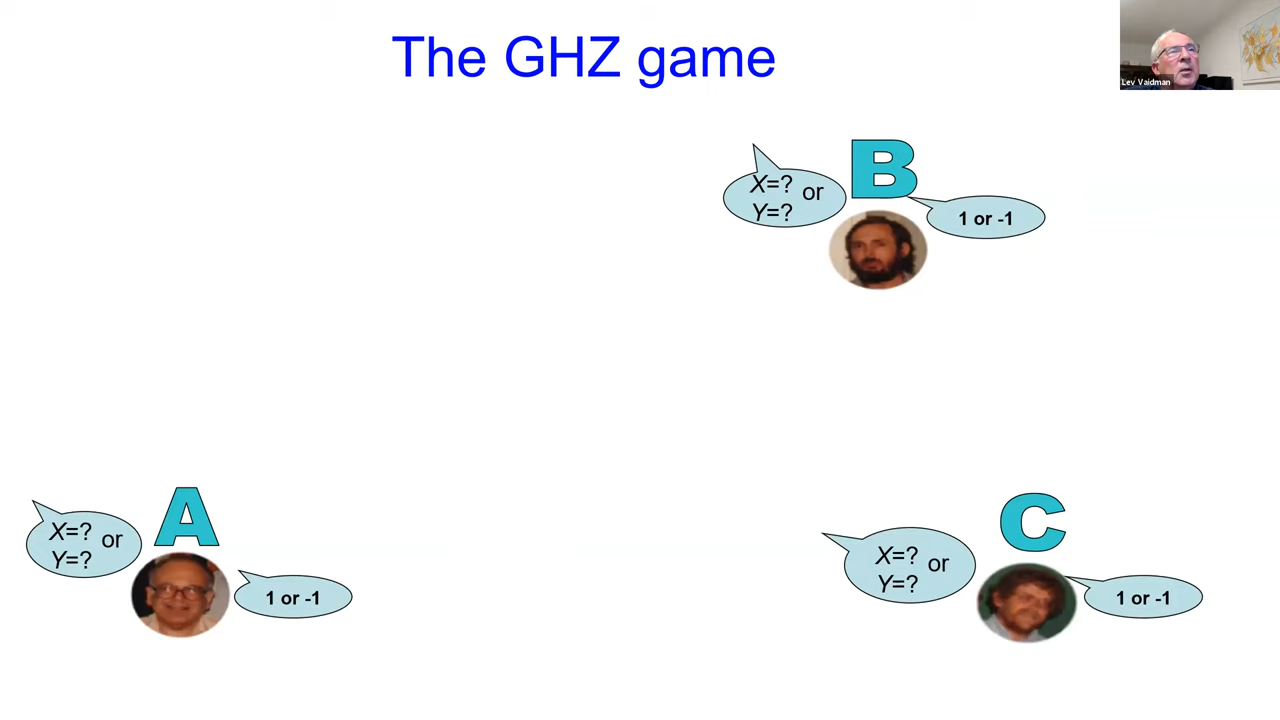 The GHZ game
Lev Vaidman
B
X=? or
Y=?
1 or -1
A
X=? or
Y=?
1 or -1
C
X=? or
Y=?
1 or -1